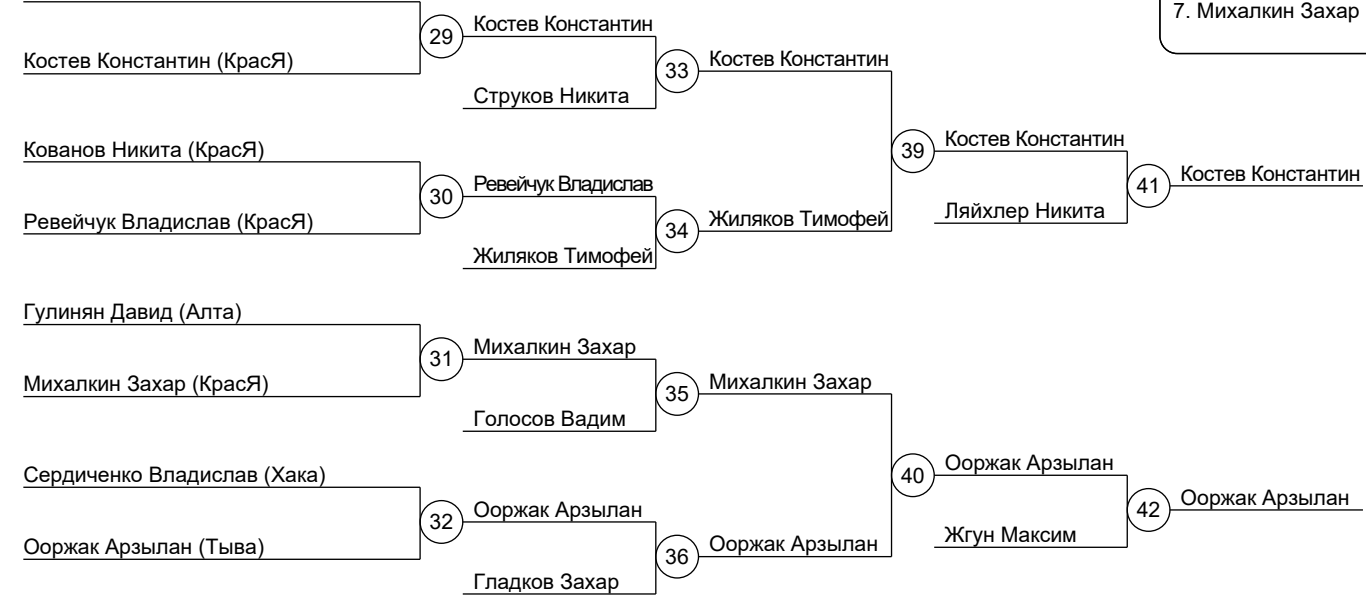 7. Михалкин Захар
Костев Константин
29
Костев Константин (КрасЯ)
Костев Константин
33
Струков Никита
Костев Константин
39
Кованов Никита (КрасЯ)
Костев Константин
41
Костев Константин
30
Ревейчук Владислав
Ляйхлер Никита
Ревейчук Владислав (КрасЯ)
34
Жиляков Тимофей
Жиляков Тимофей
Гулинян Давид (Алта)
31
Михалкин Захар
Михалкин Захар (КрасЯ)
35
Михалкин Захар
Голосов Вадим
40
Ооржак Арзылан
Сердиченко Владислав (Хака)
42
Ооржак Арзылан
32
Ооржак Арзылан
Жгун Максим
Ооржак Арзылан (Тыва)
36
Ооржак Арзылан
Гладков Захар